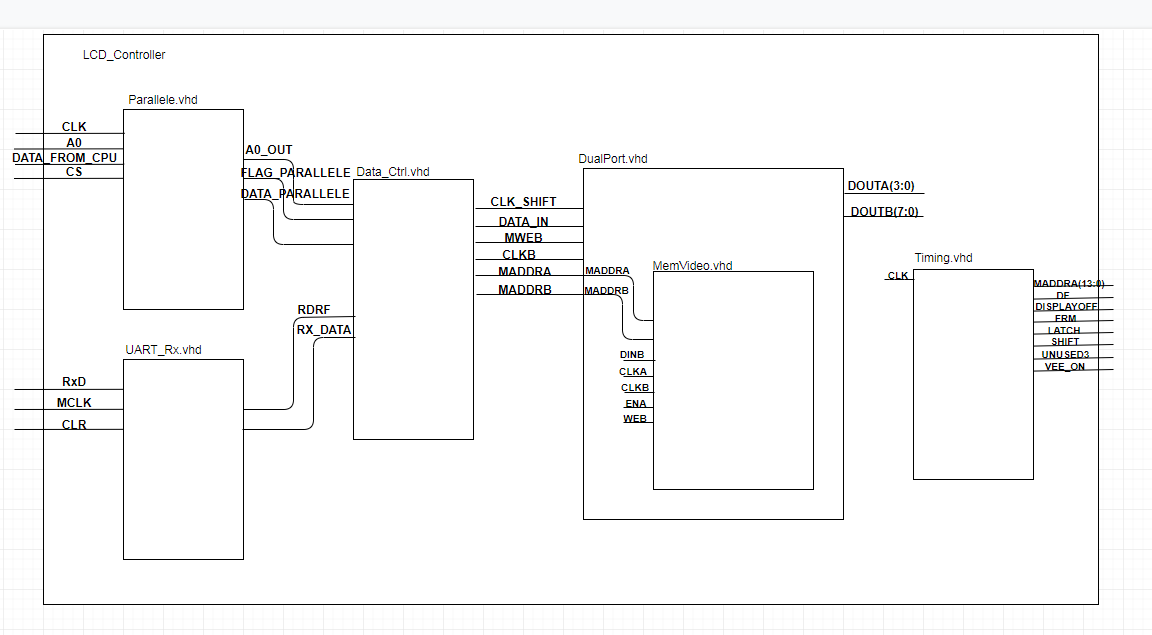 LCD_Controller
Parallele.vhd
CLK
A0
DATA_FROM_CPU
CS
A0_OUT
FLAG_PARALLELE
DATA_PARALLELE
Data_Ctrl.vhd
RDRF
RX_DATA
UART_Rx.vhd
RxD
MCLK
CLR
CLK_SHIFT
DATA_IN
MWEB
CLKB
MADDRA
MADDRB
DualPort.vhd
MADDRA
MADDRB
MemVideo.vhd
DINB
CLKA
CLKB
ENA
WEB
DOUTA(3:0)
DOUTB(7:0)
Timing.vhd
CLK
MADDRA(13:0)
DF
DISPLAYOFF
FRM
LATCH
SHIFT
UNUSED3
VEE_ON